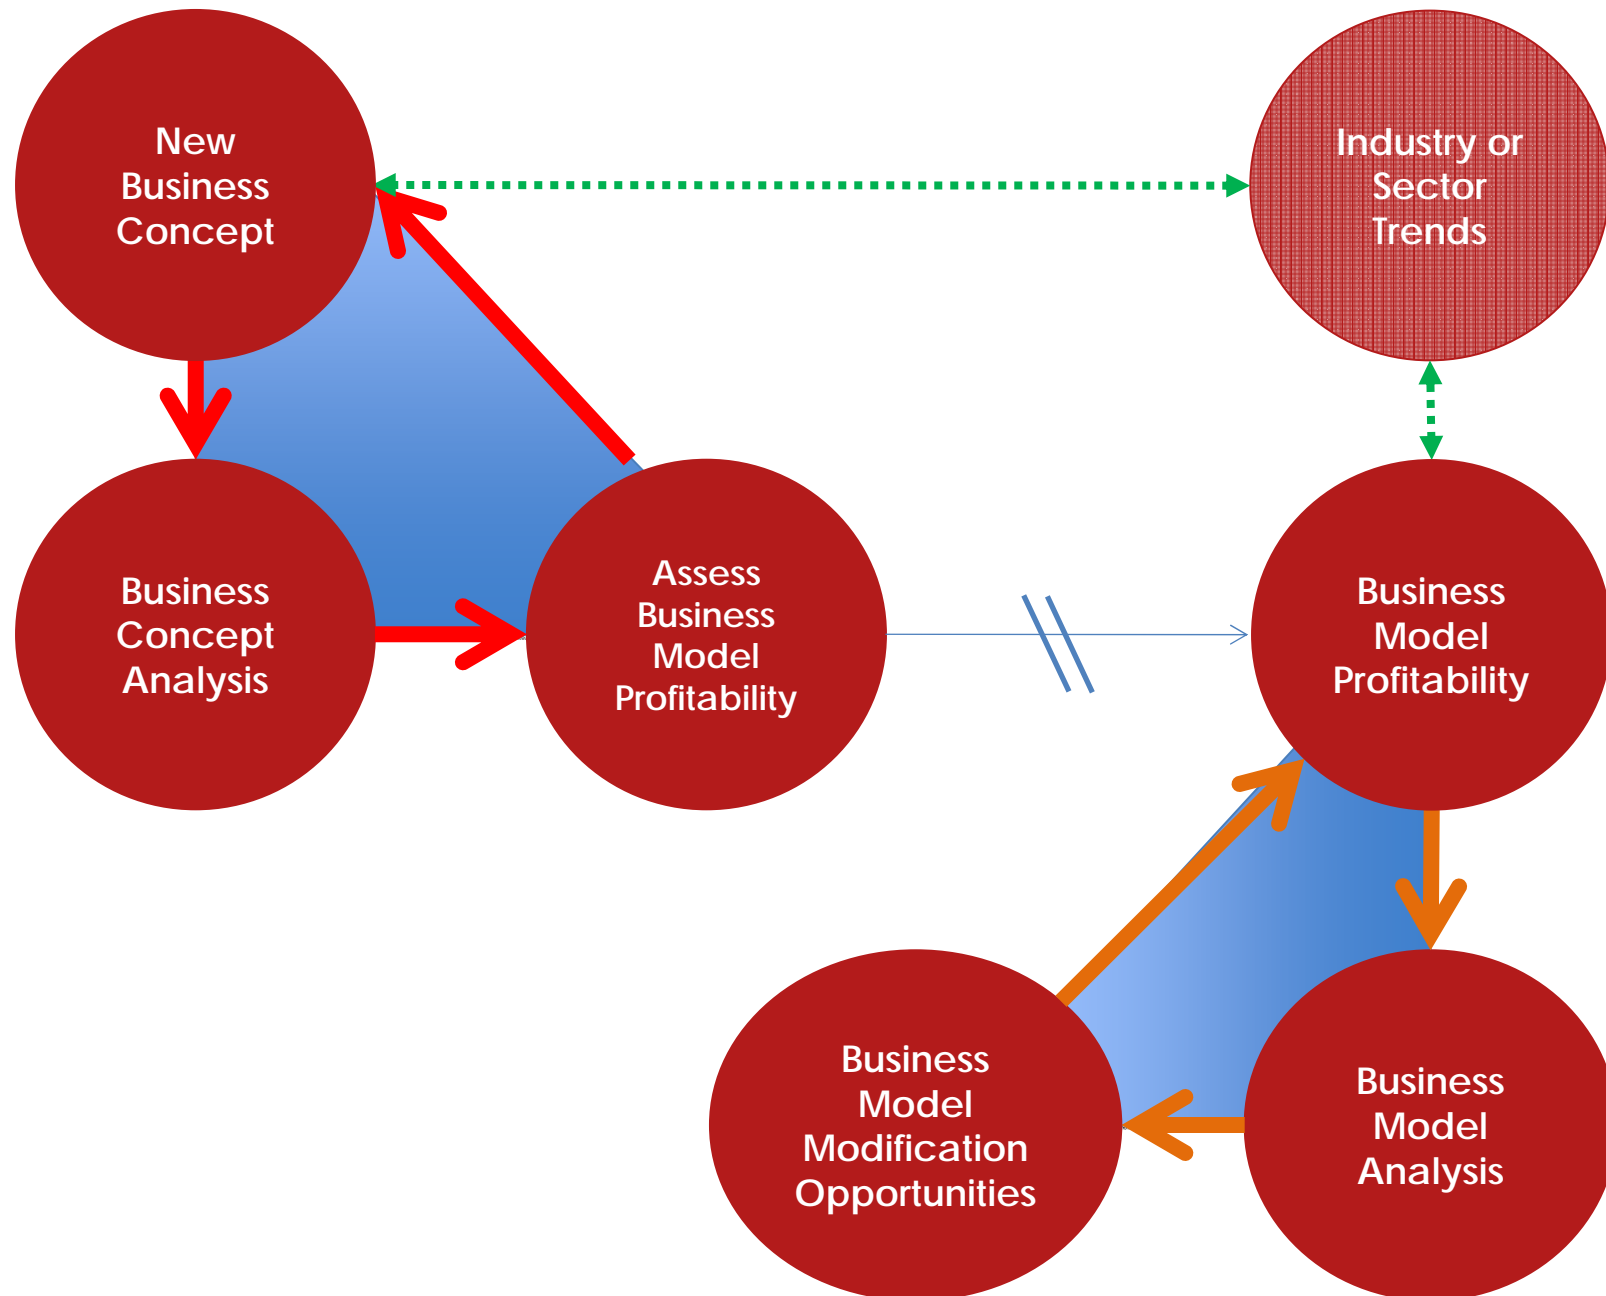 New
Business
Concept
Industry or
Sector
Trends
Business
Concept
Analysis
Assess
Business
Model
Profitability
Business
Model
Profitability
Business
Model
Modification
Opportunities
Business
Model
Analysis